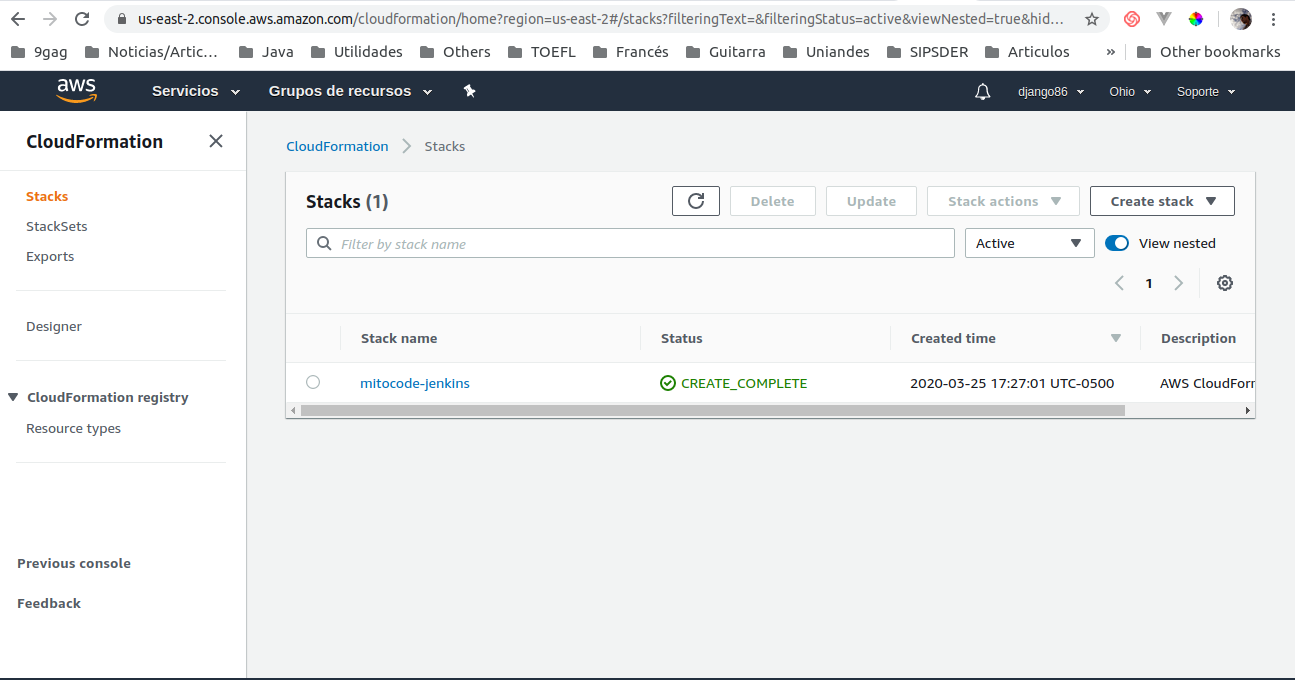 us-east-2.console.aws.amazon.com/cloudformation/home?region=us-east-2#/stacks?filteringText=&filteringStatus=active&viewNested=true&hid...
9gag Noticias/Artic... Java Utilidades Others TOEFL Francés Guitarra Uniandes SIPSDER Articulos » Other bookmarks
aws Servicios Grupos de recursos django86 Ohio Soporte
CloudFormation
CloudFormation Stacks
Stacks
StackSets
Exports
Designer
CloudFormation registry
Resource types
Previous console
Feedback
Stacks (1) Delete Update Stack actions Create stack
Filter by stack name Active View nested
1
Stack name Status Created time Description
mitocode-jenkins CREATE_COMPLETE 2020-03-25 17:27:01 UTC-0500 AWS CloudForr